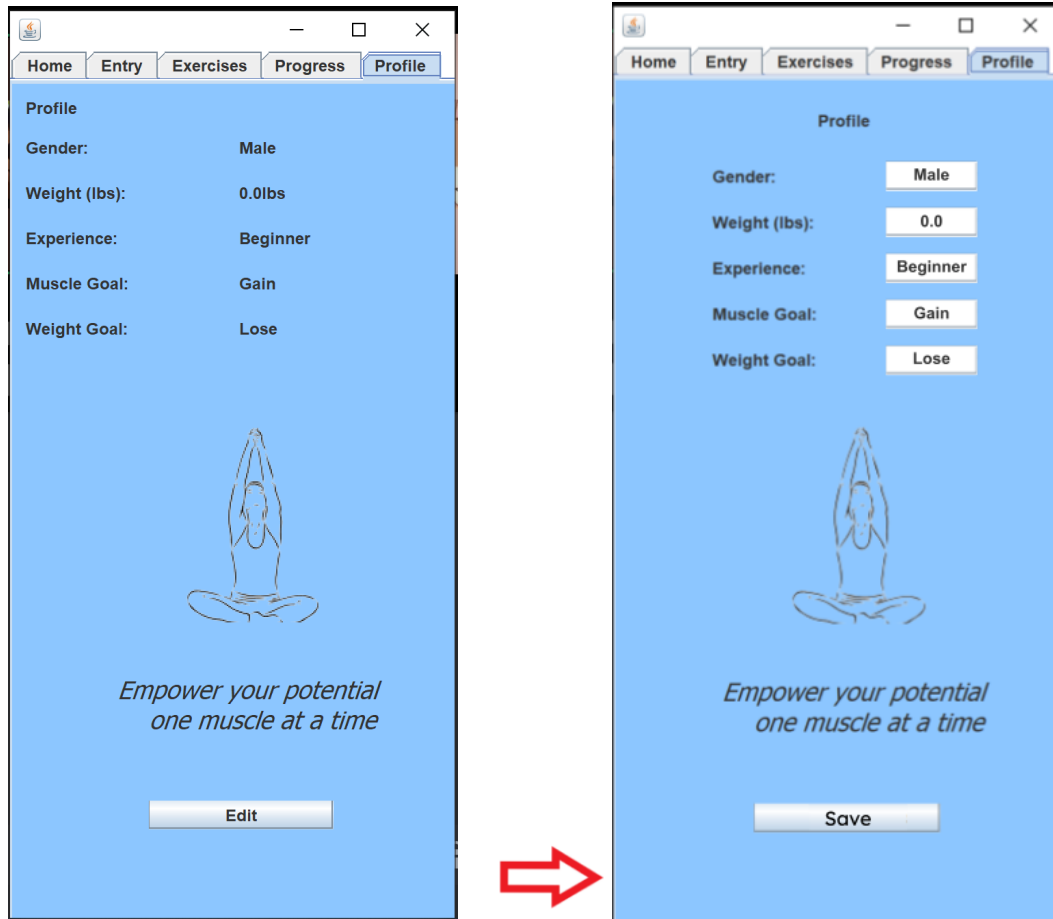 Home Entry Exercises Progress Profile
Profile
Gender: Male
Weight (lbs): 0.0lbs
Experience: Beginner
Muscle Goal: Gain
Weight Goal: Lose
Empower your potential
one muscle at a time
Edit
Home Entry Exercises Progress Profile
Profile
Gender: Male
Weight (lbs): 0.0
Experience: Beginner
Muscle Goal: Gain
Weight Goal: Lose
Empower your potential
one muscle at a time
Save